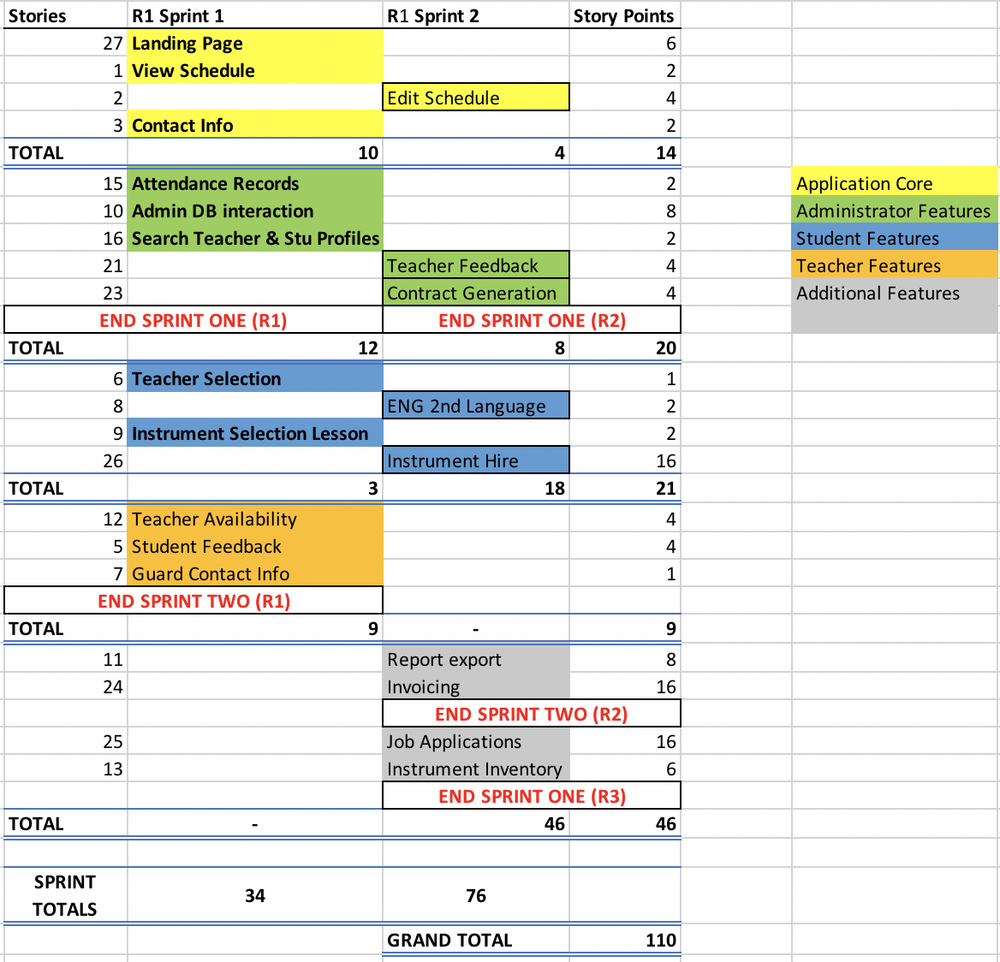 Stories R1 Sprint 1 R1 Sprint 2 Story Points
27 Landing Page 6
1 View Schedule 2
2 Edit Schedule 4
3 Contact Info 2
TOTAL 10 4 14
15 Attendance Records 2 Application Core
10 Admin DB interaction 8 Administrator Features
16 Search Teacher & Stu Profiles 2 Student Features
21 Teacher Feedback 4 Teacher Features
23 Contract Generation 4 Additional Features
END SPRINT ONE (R1) END SPRINT ONE (R2)
TOTAL 12 8 20
6 Teacher Selection 1
8 ENG 2nd Language 2
9 Instrument Selection Lesson 2
26 Instrument Hire 16
TOTAL 3 18 21
12 Teacher Availability 4
5 Student Feedback 4
7 Guard Contact Info 1
END SPRINT TWO (R1)
TOTAL 9 - 9
11 Report export 8
24 Invoicing 16
END SPRINT TWO (R2)
25 Job Applications 16
13 Instrument Inventory 6
END SPRINT ONE (R3)
TOTAL - 46 46
SPRINT
TOTALS 34 76
GRAND TOTAL 110